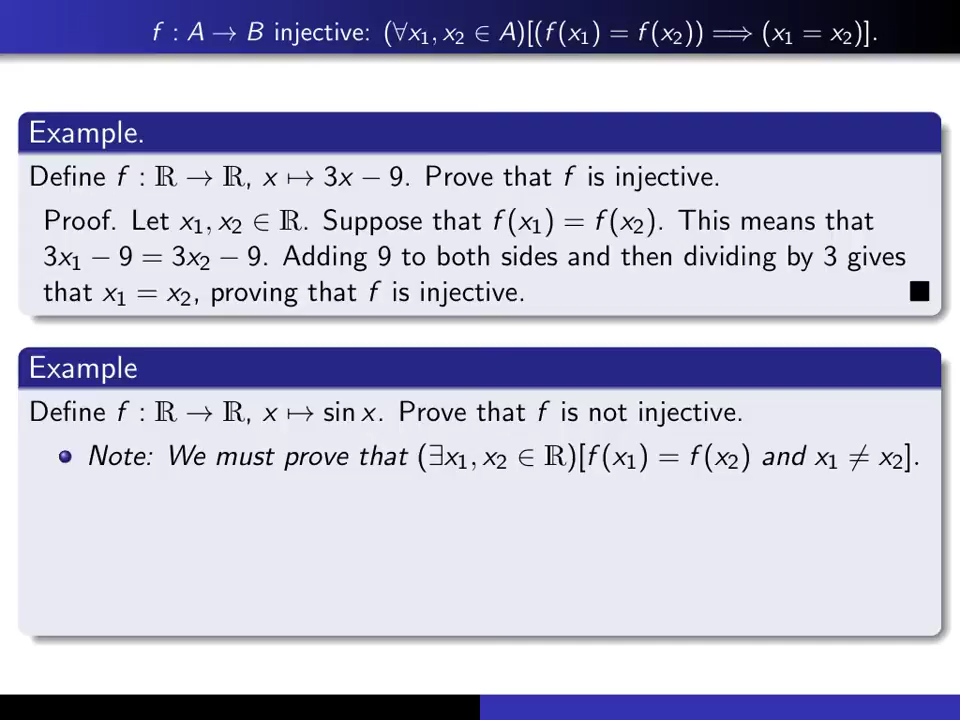 f : A → B injective: (∀x₁, x₂ ∈ A)[(f(x₁) = f(x₂)) ⟹ (x₁ = x₂)].
Example.
Define f : ℝ → ℝ, x ↦ 3x − 9. Prove that f is injective.
Proof. Let x₁, x₂ ∈ ℝ. Suppose that f(x₁) = f(x₂). This means that
3x₁ − 9 = 3x₂ − 9. Adding 9 to both sides and then dividing by 3 gives
that x₁ = x₂, proving that f is injective. ■
Example
Define f : ℝ → ℝ, x ↦ sin x. Prove that f is not injective.
Note: We must prove that (∃x₁, x₂ ∈ ℝ)[f(x₁) = f(x₂) and x₁ ≠ x₂].